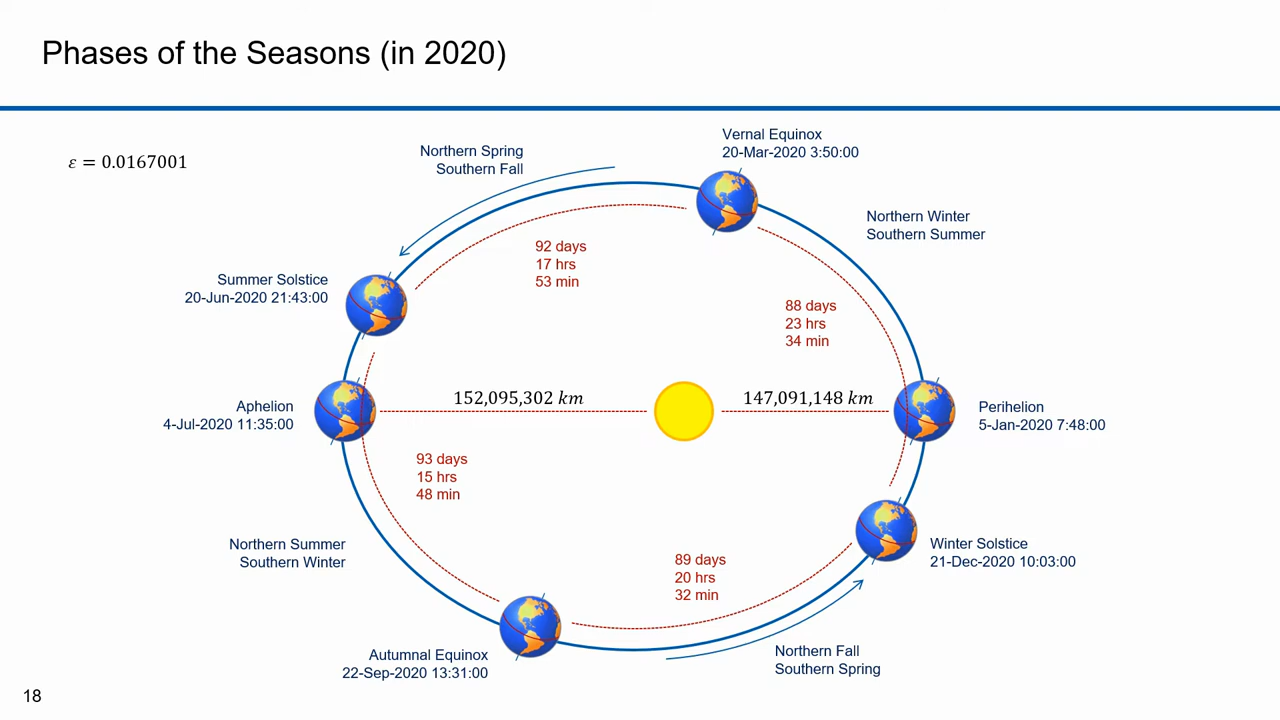 Phases of the Seasons (in 2020)
ε = 0.0167001
Vernal Equinox
20-Mar-2020 3:50:00
Northern Spring
Southern Fall
Northern Winter
Southern Summer
92 days
17 hrs
53 min
Summer Solstice
20-Jun-2020 21:43:00
88 days
23 hrs
34 min
152,095,302 km
147,091,148 km
Aphelion
4-Jul-2020 11:35:00
Perihelion
5-Jan-2020 7:48:00
93 days
15 hrs
48 min
Northern Summer
Southern Winter
89 days
20 hrs
32 min
Winter Solstice
21-Dec-2020 10:03:00
Autumnal Equinox
22-Sep-2020 13:31:00
Northern Fall
Southern Spring
18